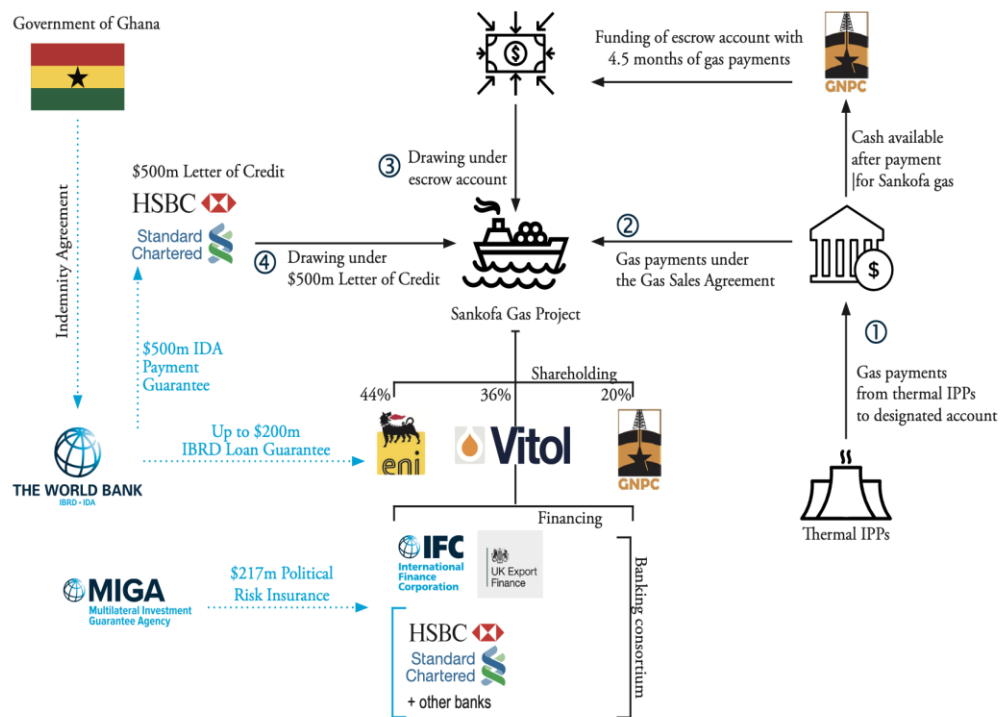 Government of Ghana
$
Funding of escrow account with
4.5 months of gas payments
GNPC
Cash available
after payment
|for Sankofa gas
③
Drawing under
escrow account
$500m Letter of Credit
HSBC
Standard
Chartered
Indemnity Agreement
④
Drawing under
$500m Letter of Credit
②
Gas payments under
the Gas Sales Agreement
$
Sankofa Gas Project
①
Gas payments
from thermal IPPs
to designated account
$500m IDA
Payment
Guarantee
Shareholding
44%
36%
20%
Up to $200m
IBRD Loan Guarantee
eni
Vitol
GNPC
THE WORLD BANK
IBRD • IDA
Thermal IPPs
Financing
IFC
International
Finance
Corporation
UK Export
Finance
Banking consortium
MIGA
Multilateral Investment
Guarantee Agency
$217m Political
Risk Insurance
HSBC
Standard
Chartered
+ other banks